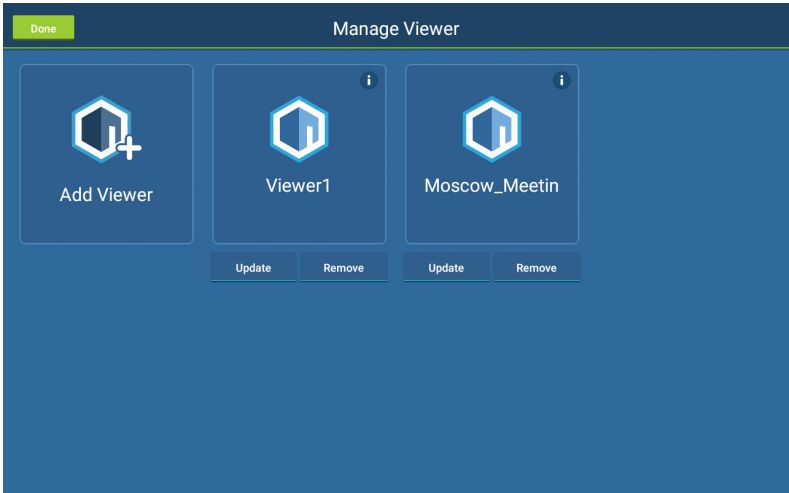 Done
Manage Viewer
Add Viewer
Viewer1
Moscow_Meetin
Update
Remove
Update
Remove